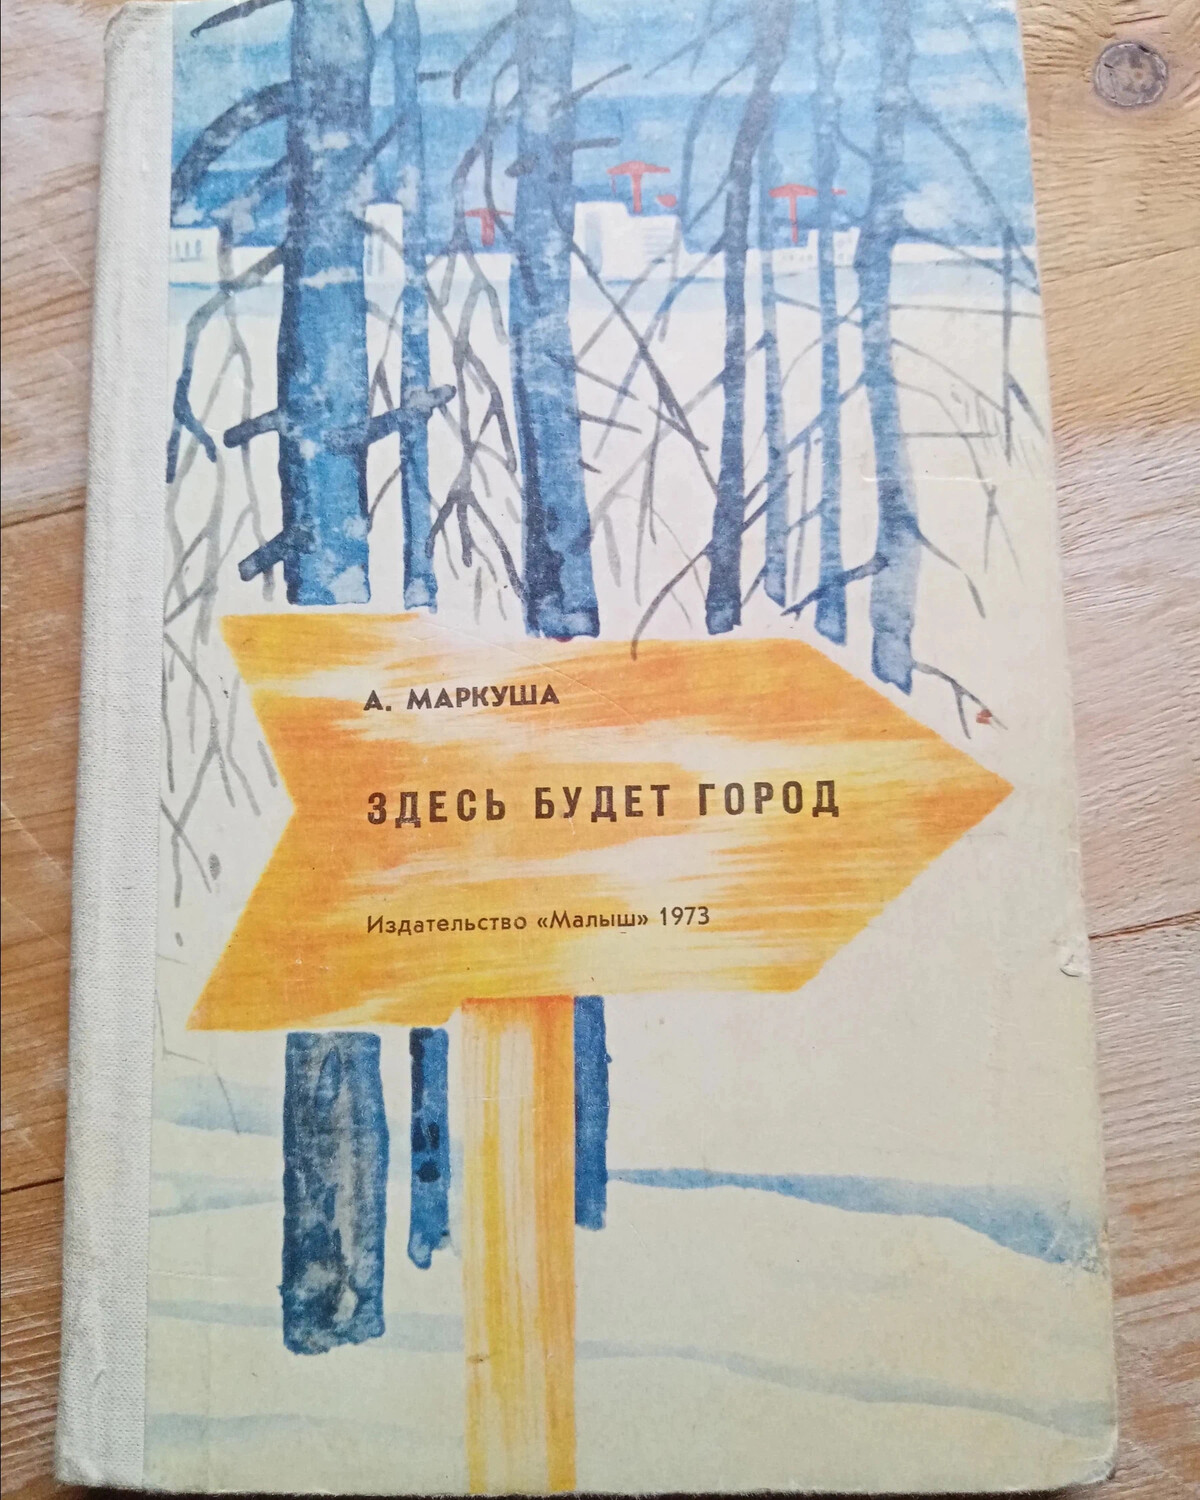 А. МАРКУША
ЗДЕСЬ БУДЕТ ГОРОД
Издательство «Малыш» 1973